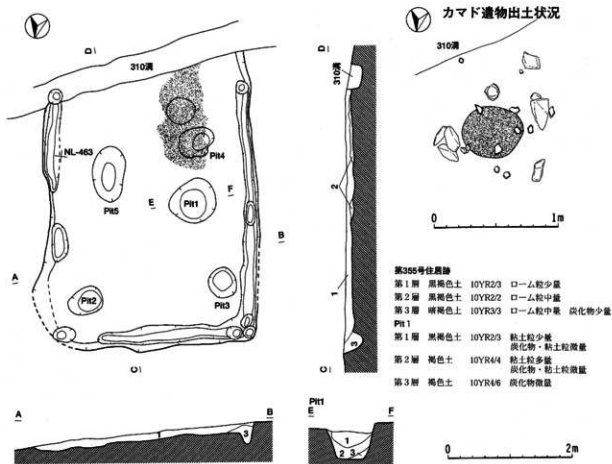 カマド遺物出土状況
D
310溝
D
310溝
310溝
NL-463
Pit4
E
F
Pit1
Pit5
2
B
A
Pit2
Pit3
1
3
C
C
0
1m
第355号住居跡
第1層 黒褐色土 10YR2/3 ローム粒少量
第2層 黒褐色土 10YR2/2 ローム粒中量
第3層 暗褐色土 10YR3/3 ローム粒中量 炭化物少量
Pit 1
第1層 黒褐色土 10YR2/3 粘土粒少量
炭化物・粘土粒微量
第2層 褐色土 10YR4/4 粘土粒多量
炭化物・粘土粒微量
第3層 褐色土 10YR4/6 炭化物微量
A
B
3
1
Pit1
E
F
1
2
3
0
2m